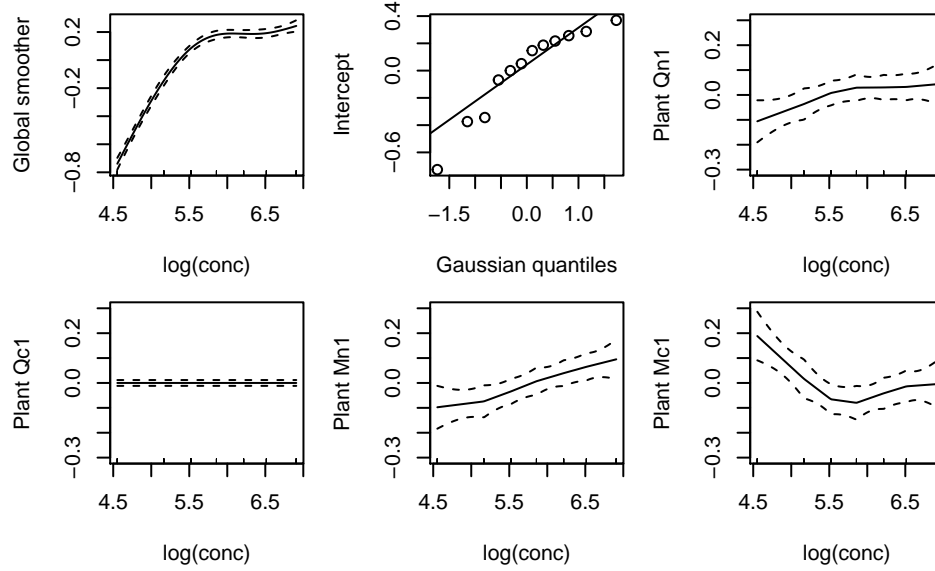 Global smoother
−0.8
−0.2
0.2
4.5 5.5 6.5
log(conc)
Intercept
−0.6
0.0
0.4
−1.5 0.0 1.0
Gaussian quantiles
Plant Qn1
−0.3
0.0
0.2
4.5 5.5 6.5
log(conc)
Plant Qc1
−0.3
0.0
0.2
4.5 5.5 6.5
log(conc)
Plant Mn1
−0.3
0.0
0.2
4.5 5.5 6.5
log(conc)
Plant Mc1
−0.3
0.0
0.2
4.5 5.5 6.5
log(conc)